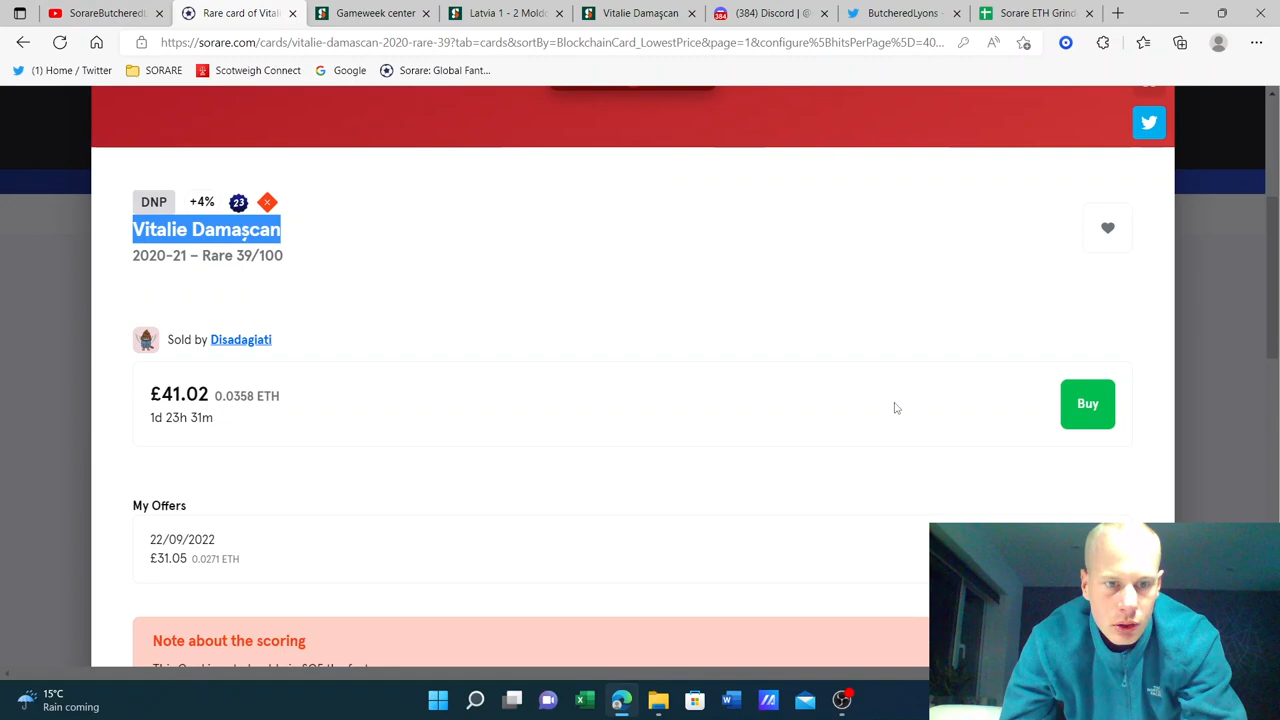 SorareButcheredL
Rare card of Vitali
Gameweek center
Latvia 1 - 2 Mold
Vitalie Damaşcan
(384) Discord | @
ButcheredLyons -
Sorare ETH Grind
https://sorare.com/cards/vitalie-damascan-2020-rare-39?tab=cards&sortBy=BlockchainCard_LowestPrice&page=1&configure%5BhitsPerPage%5D=40...
(1) Home / Twitter
SORARE
Scotweigh Connect
Google
Sorare: Global Fant...
DNP +4% 23
Vitalie Damaşcan
2020-21 – Rare 39/100
Sold by Disadagiati
£41.02 0.0358 ETH
1d 23h 31m
Buy
My Offers
22/09/2022
£31.05 0.0271 ETH
Note about the scoring
15°C
Rain coming